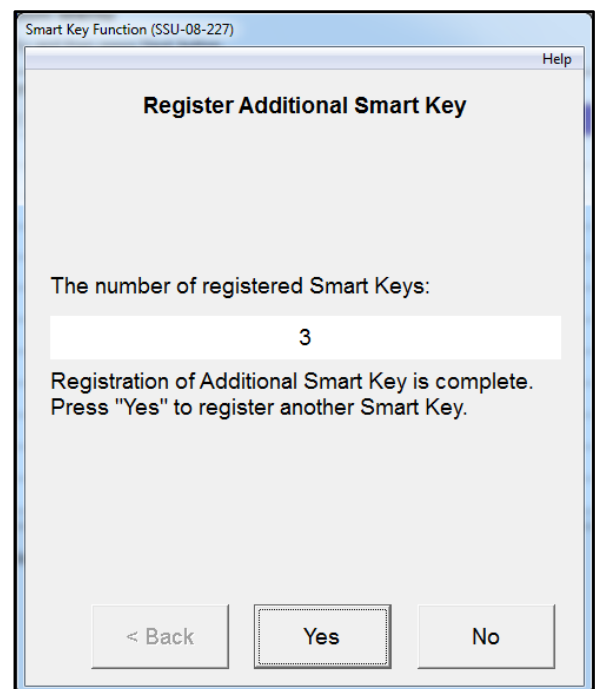 Smart Key Function (SSU-08-227)
Help
Register Additional Smart Key
The number of registered Smart Keys:
3
Registration of Additional Smart Key is complete.
Press "Yes" to register another Smart Key.
< Back
Yes
No